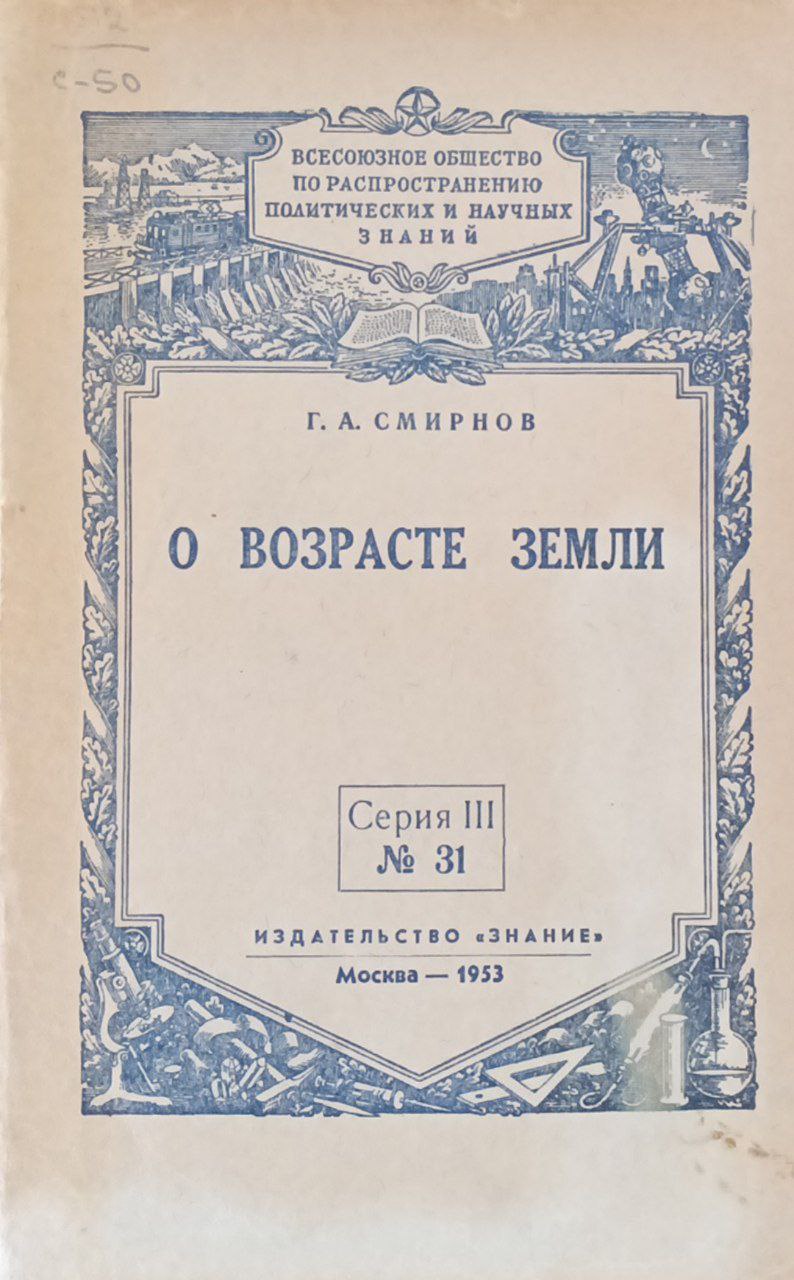 с-50
ВСЕСОЮЗНОЕ ОБЩЕСТВО
ПО РАСПРОСТРАНЕНИЮ
ПОЛИТИЧЕСКИХ И НАУЧНЫХ
ЗНАНИЙ
Г. А. СМИРНОВ
О ВОЗРАСТЕ ЗЕМЛИ
Серия III
№ 31
ИЗДАТЕЛЬСТВО «ЗНАНИЕ»
Москва — 1953